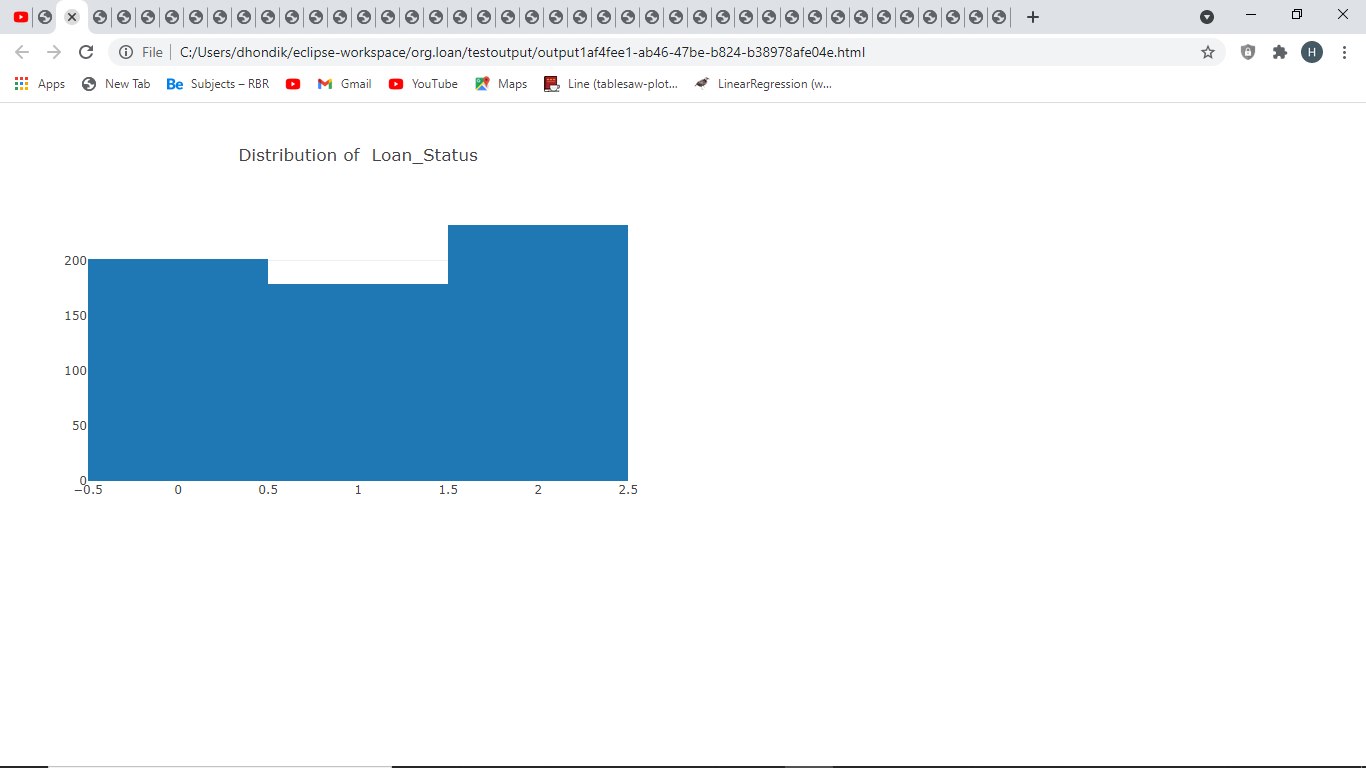 File C:/Users/dhondik/eclipse-workspace/org.loan/testoutput/output1af4fee1-ab46-47be-b824-b38978afe04e.html H
Apps New Tab Be Subjects – RBR Gmail YouTube Maps Line (tablesaw-plot... LinearRegression (w...
Distribution of Loan_Status
200
150
100
50
0
−0.5 0 0.5 1 1.5 2 2.5